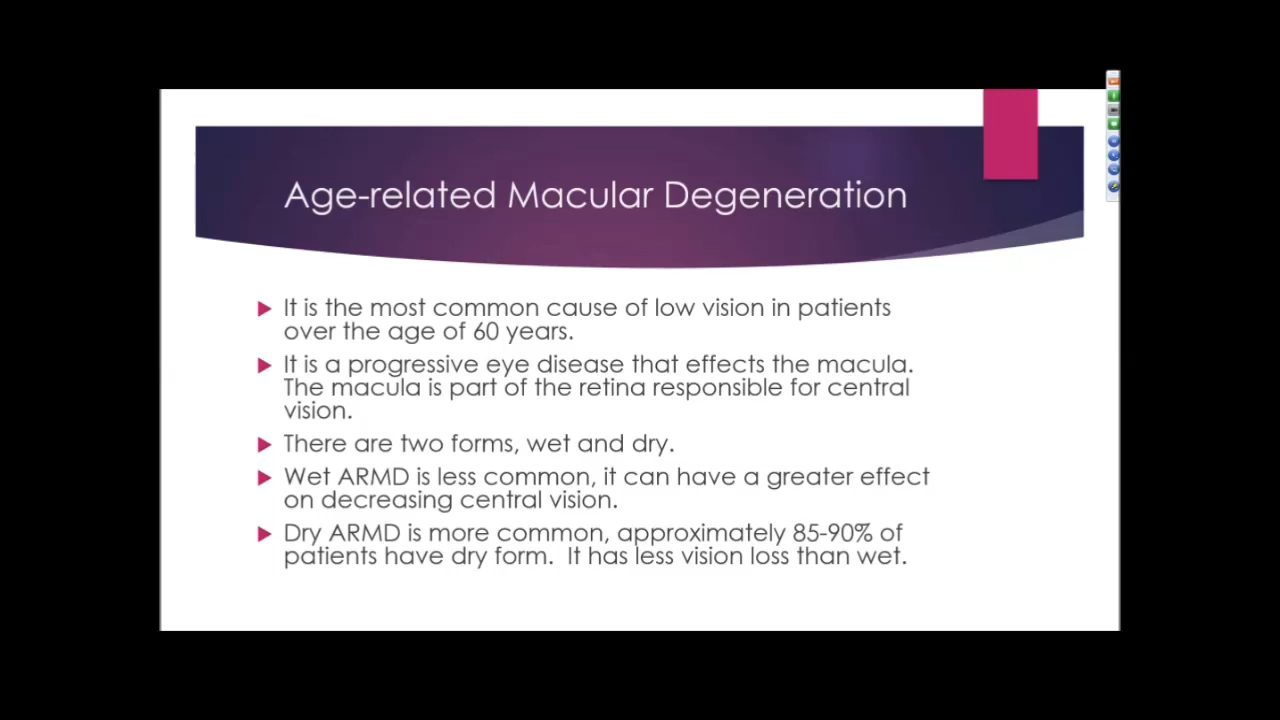 Age-related Macular Degeneration
It is the most common cause of low vision in patients
over the age of 60 years.
It is a progressive eye disease that effects the macula.
The macula is part of the retina responsible for central
vision.
There are two forms, wet and dry.
Wet ARMD is less common, it can have a greater effect
on decreasing central vision.
Dry ARMD is more common, approximately 85-90% of
patients have dry form.  It has less vision loss than wet.